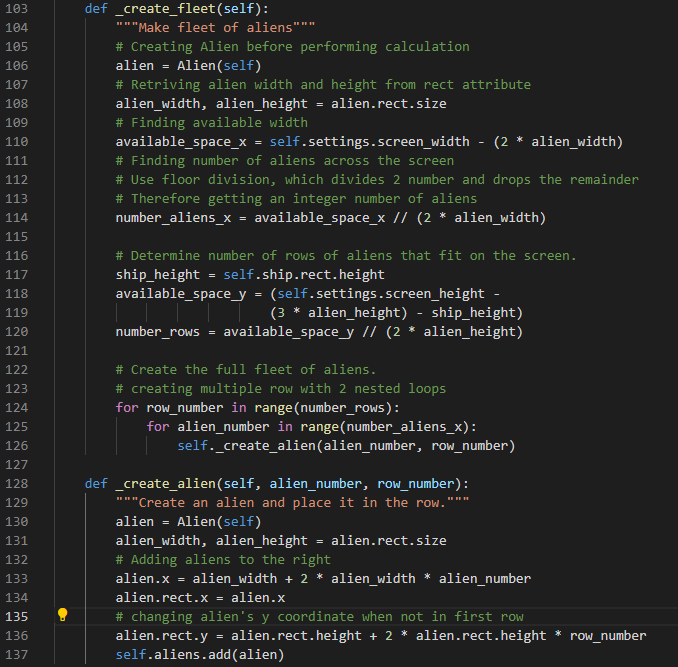 103 def _create_fleet(self):
104 """Make fleet of aliens"""
105 # Creating Alien before performing calculation
106 alien = Alien(self)
107 # Retriving alien width and height from rect attribute
108 alien_width, alien_height = alien.rect.size
109 # Finding available width
110 available_space_x = self.settings.screen_width - (2 * alien_width)
111 # Finding number of aliens across the screen
112 # Use floor division, which divides 2 number and drops the remainder
113 # Therefore getting an integer number of aliens
114 number_aliens_x = available_space_x // (2 * alien_width)
115
116 # Determine number of rows of aliens that fit on the screen.
117 ship_height = self.ship.rect.height
118 available_space_y = (self.settings.screen_height -
119 (3 * alien_height) - ship_height)
120 number_rows = available_space_y // (2 * alien_height)
121
122 # Create the full fleet of aliens.
123 # creating multiple row with 2 nested loops
124 for row_number in range(number_rows):
125 for alien_number in range(number_aliens_x):
126 self._create_alien(alien_number, row_number)
127
128 def _create_alien(self, alien_number, row_number):
129 """Create an alien and place it in the row."""
130 alien = Alien(self)
131 alien_width, alien_height = alien.rect.size
132 # Adding aliens to the right
133 alien.x = alien_width + 2 * alien_width * alien_number
134 alien.rect.x = alien.x
135 # changing alien's y coordinate when not in first row
136 alien.rect.y = alien.rect.height + 2 * alien.rect.height * row_number
137 self.aliens.add(alien)